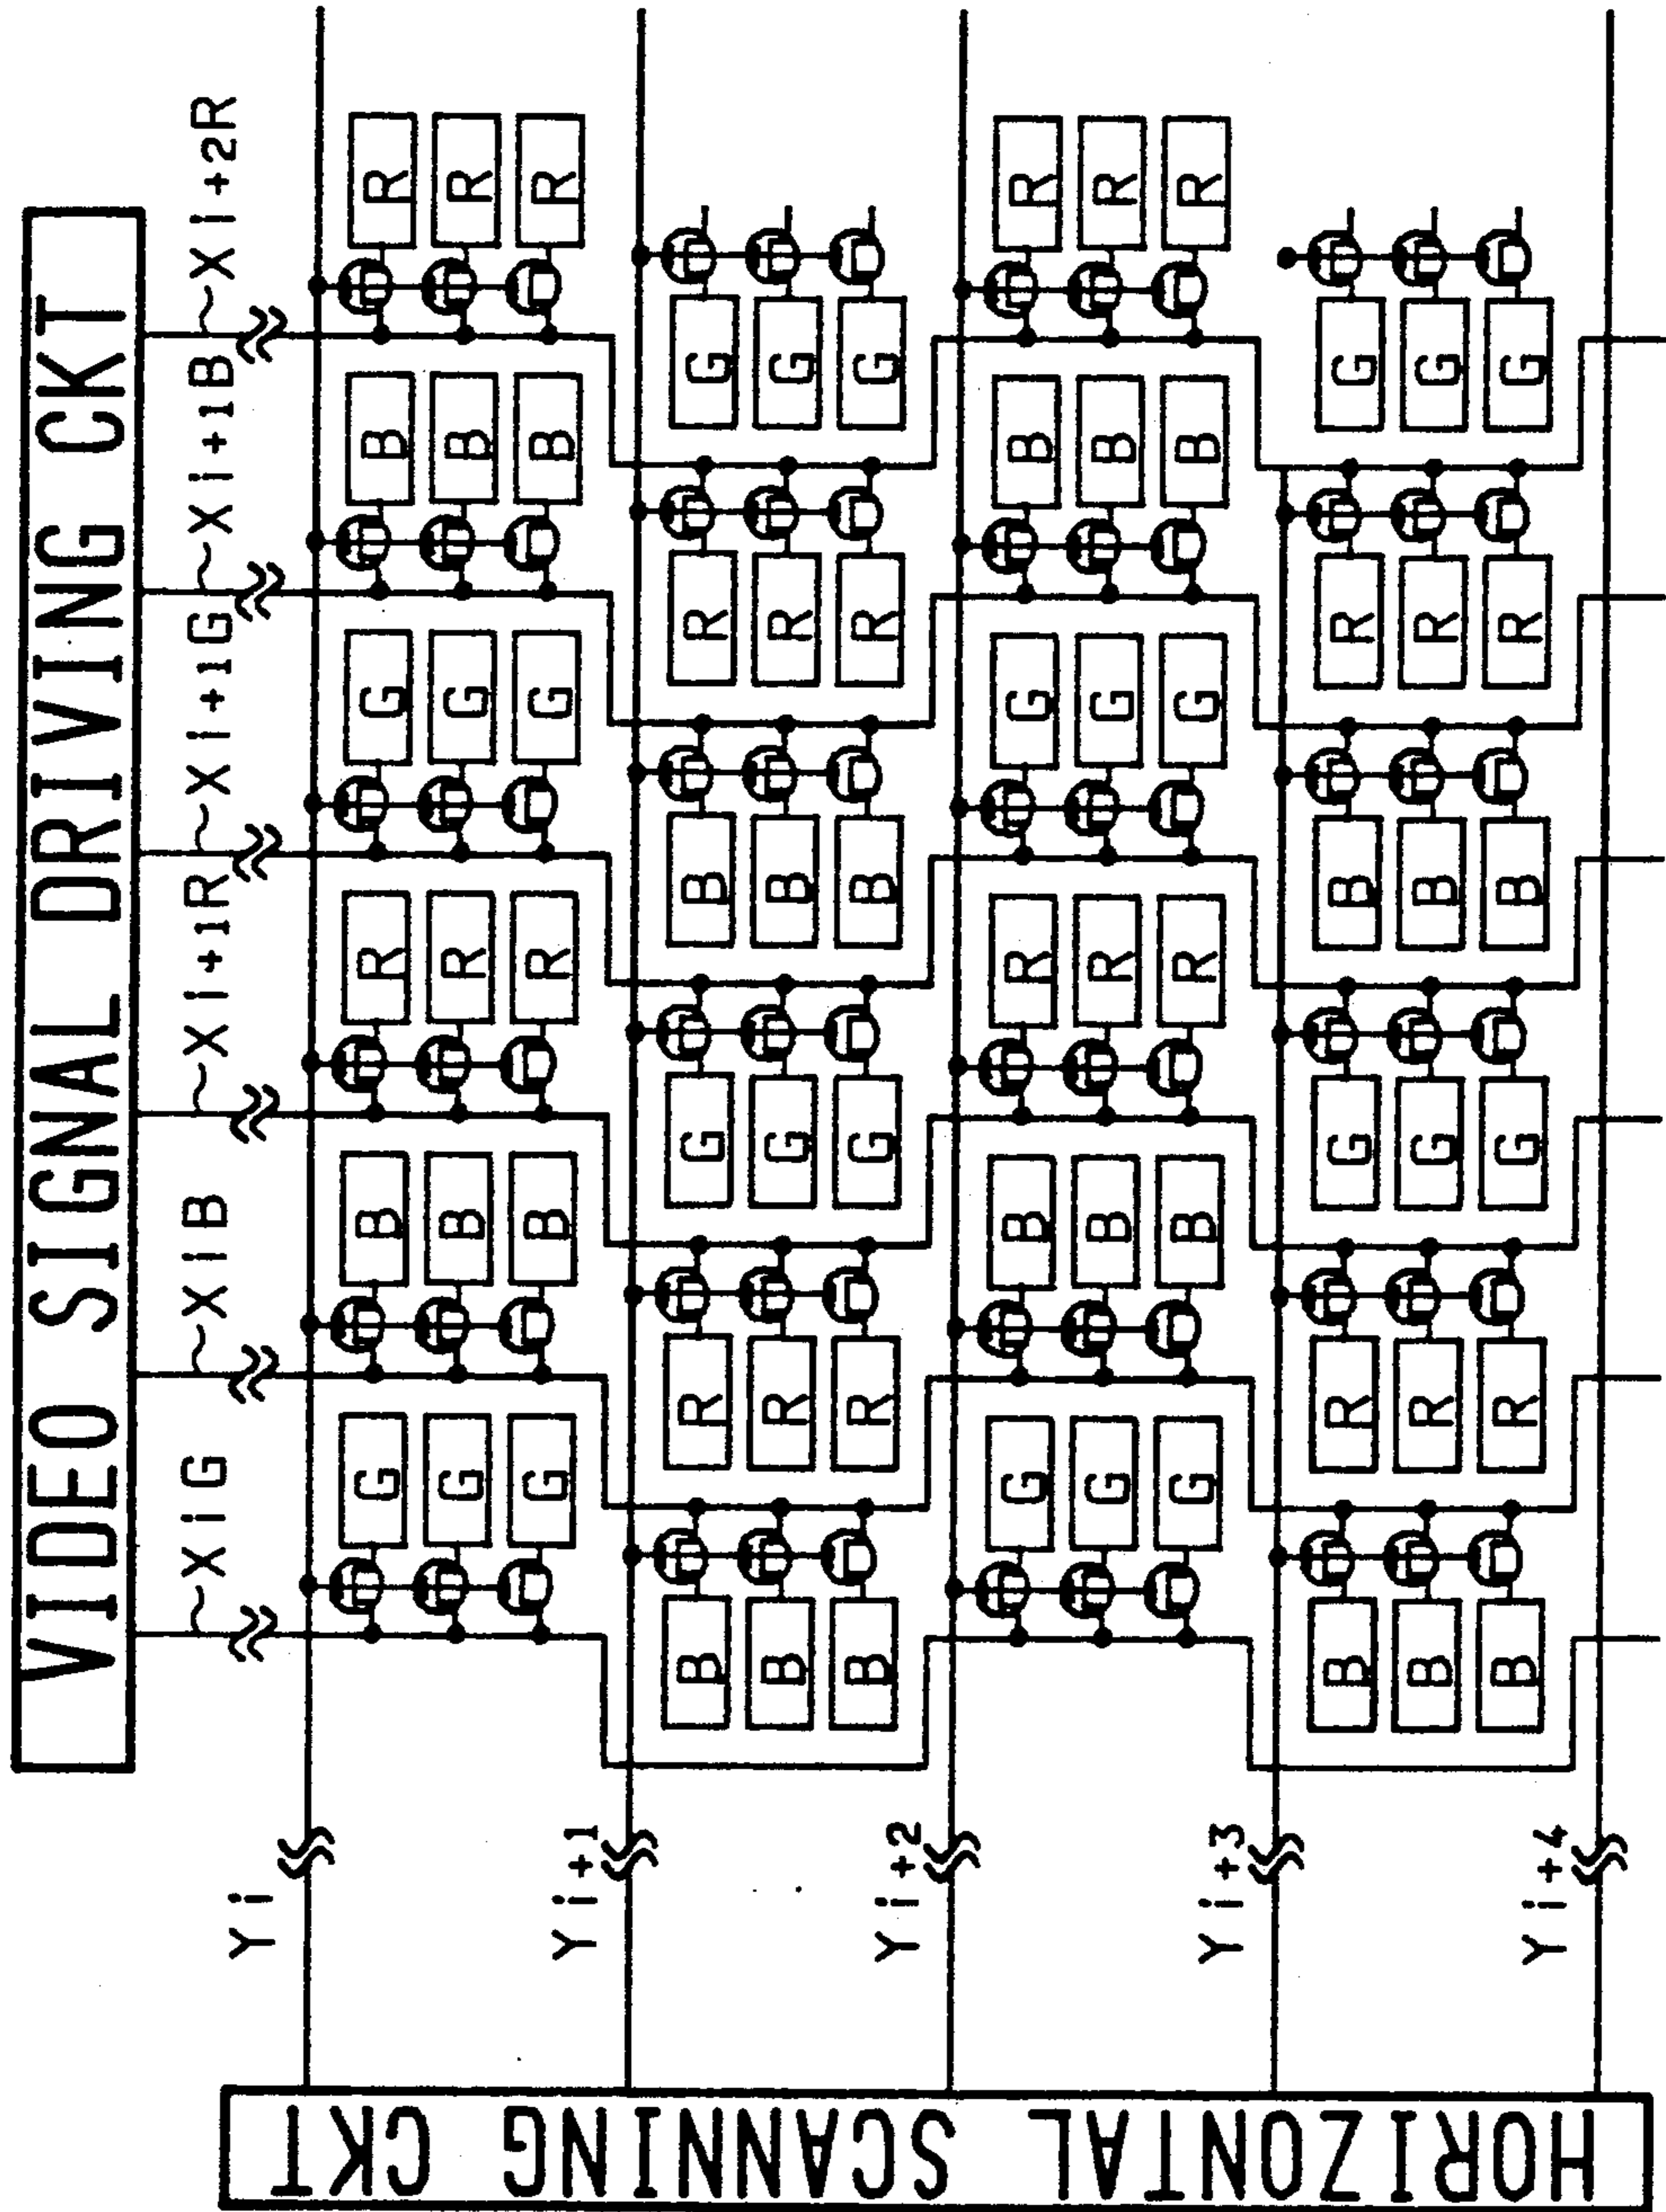 VIDEO SIGNAL DRIVING CKT
XiG XiB Xi+1R Xi+1G Xi+1B Xi+2R
Yi
G B R G B R
G B R G B R
G B R G B R
Yi+1
B R G B R G
B R G B R G
B R G B R G
Yi+2
G B R G B R
G B R G B R
G B R G B R
Yi+3
B R G B R G
B R G B R G
B R G B R G
Yi+4
HORIZONTAL SCANNING CKT